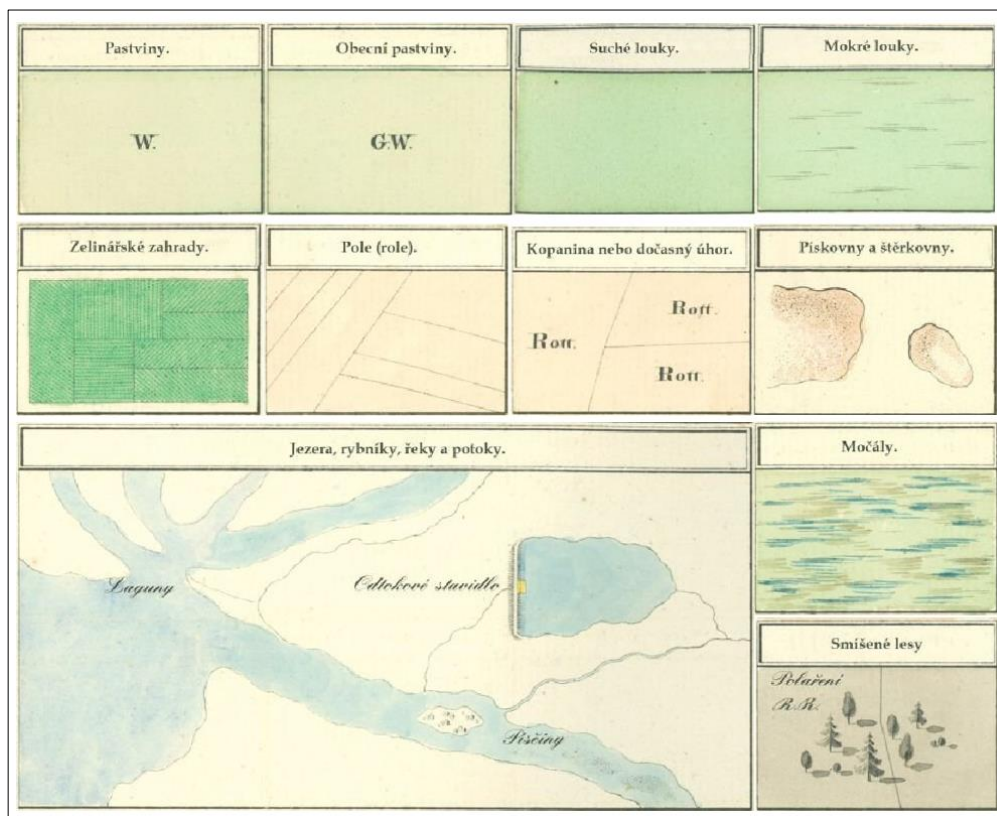 Pastviny.
Obecní pastviny.
Suché louky.
Mokré louky.
W.
G.W.
Zelinářské zahrady.
Pole (role).
Kopanina nebo dočasný úhor.
Pískovny a štěrkovny.
Rott.
Rott.
Rott.
Jezera, rybníky, řeky a potoky.
Močály.
Laguny
Odtokové stavidlo
Písčiny
Smíšené lesy
Polaření
R.R.